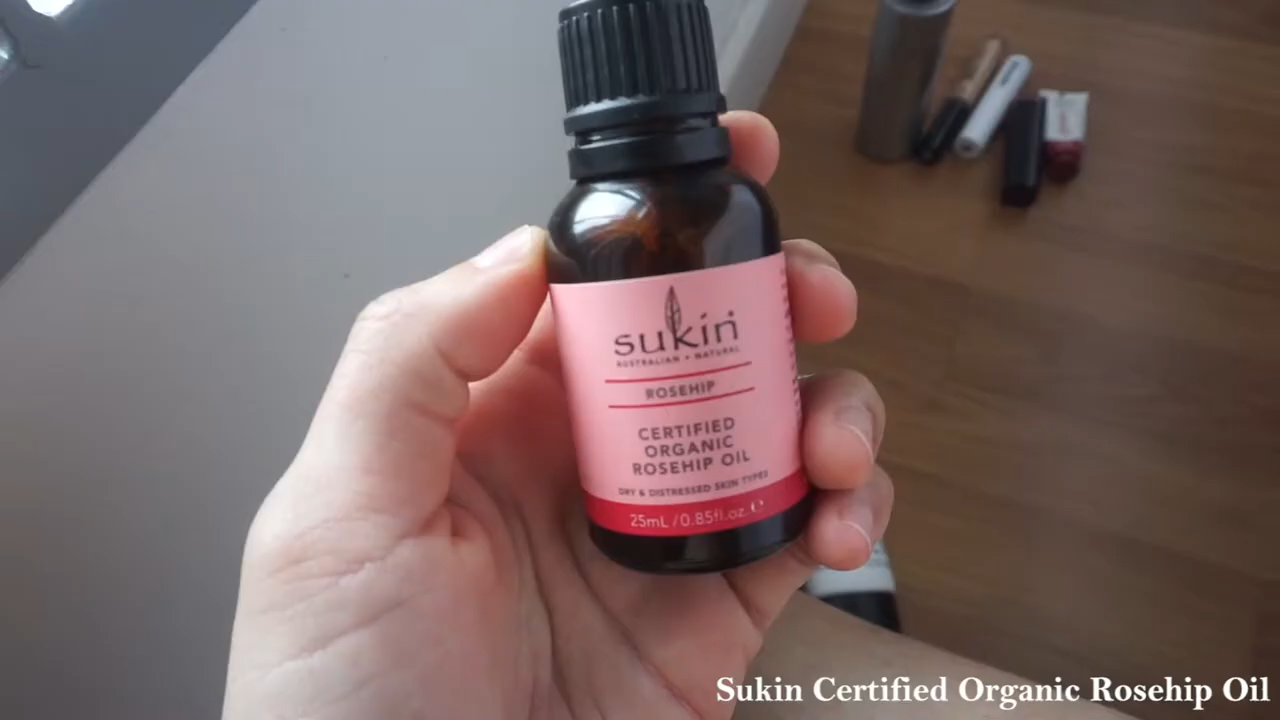 sukin
AUSTRALIAN • NATURAL
ROSEHIP
CERTIFIED
ORGANIC
ROSEHIP OIL
DRY & DISTRESSED SKIN TYPES
25mL / 0.85fl.oz. ℮
Sukin Certified Organic Rosehip Oil